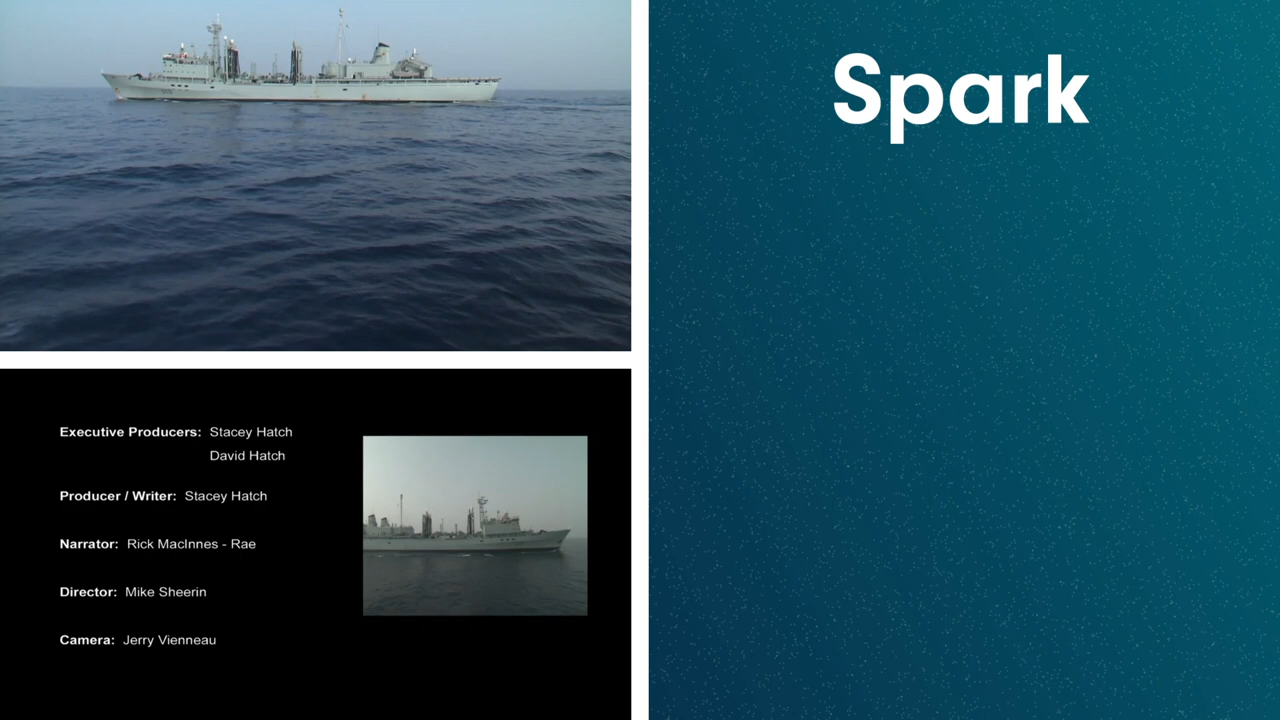 Spark
Executive Producers: Stacey Hatch
David Hatch
Producer / Writer: Stacey Hatch
Narrator: Rick MacInnes - Rae
Director: Mike Sheerin
Camera: Jerry Vienneau